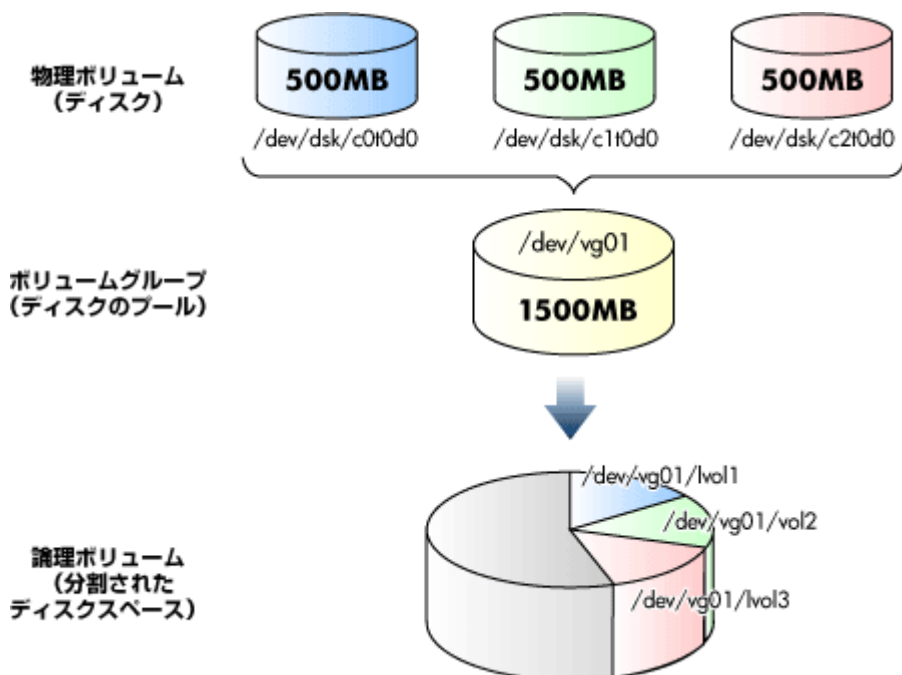 物理ボリューム
（ディスク）
500MB
500MB
500MB
/dev/dsk/c0t0d0
/dev/dsk/c1t0d0
/dev/dsk/c2t0d0
ボリュームグループ
（ディスクのプール）
/dev/vg01
1500MB
論理ボリューム
（分割された
ディスクスペース）
/dev/vg01/lvol1
/dev/vg01/vol2
/dev/vg01/lvol3